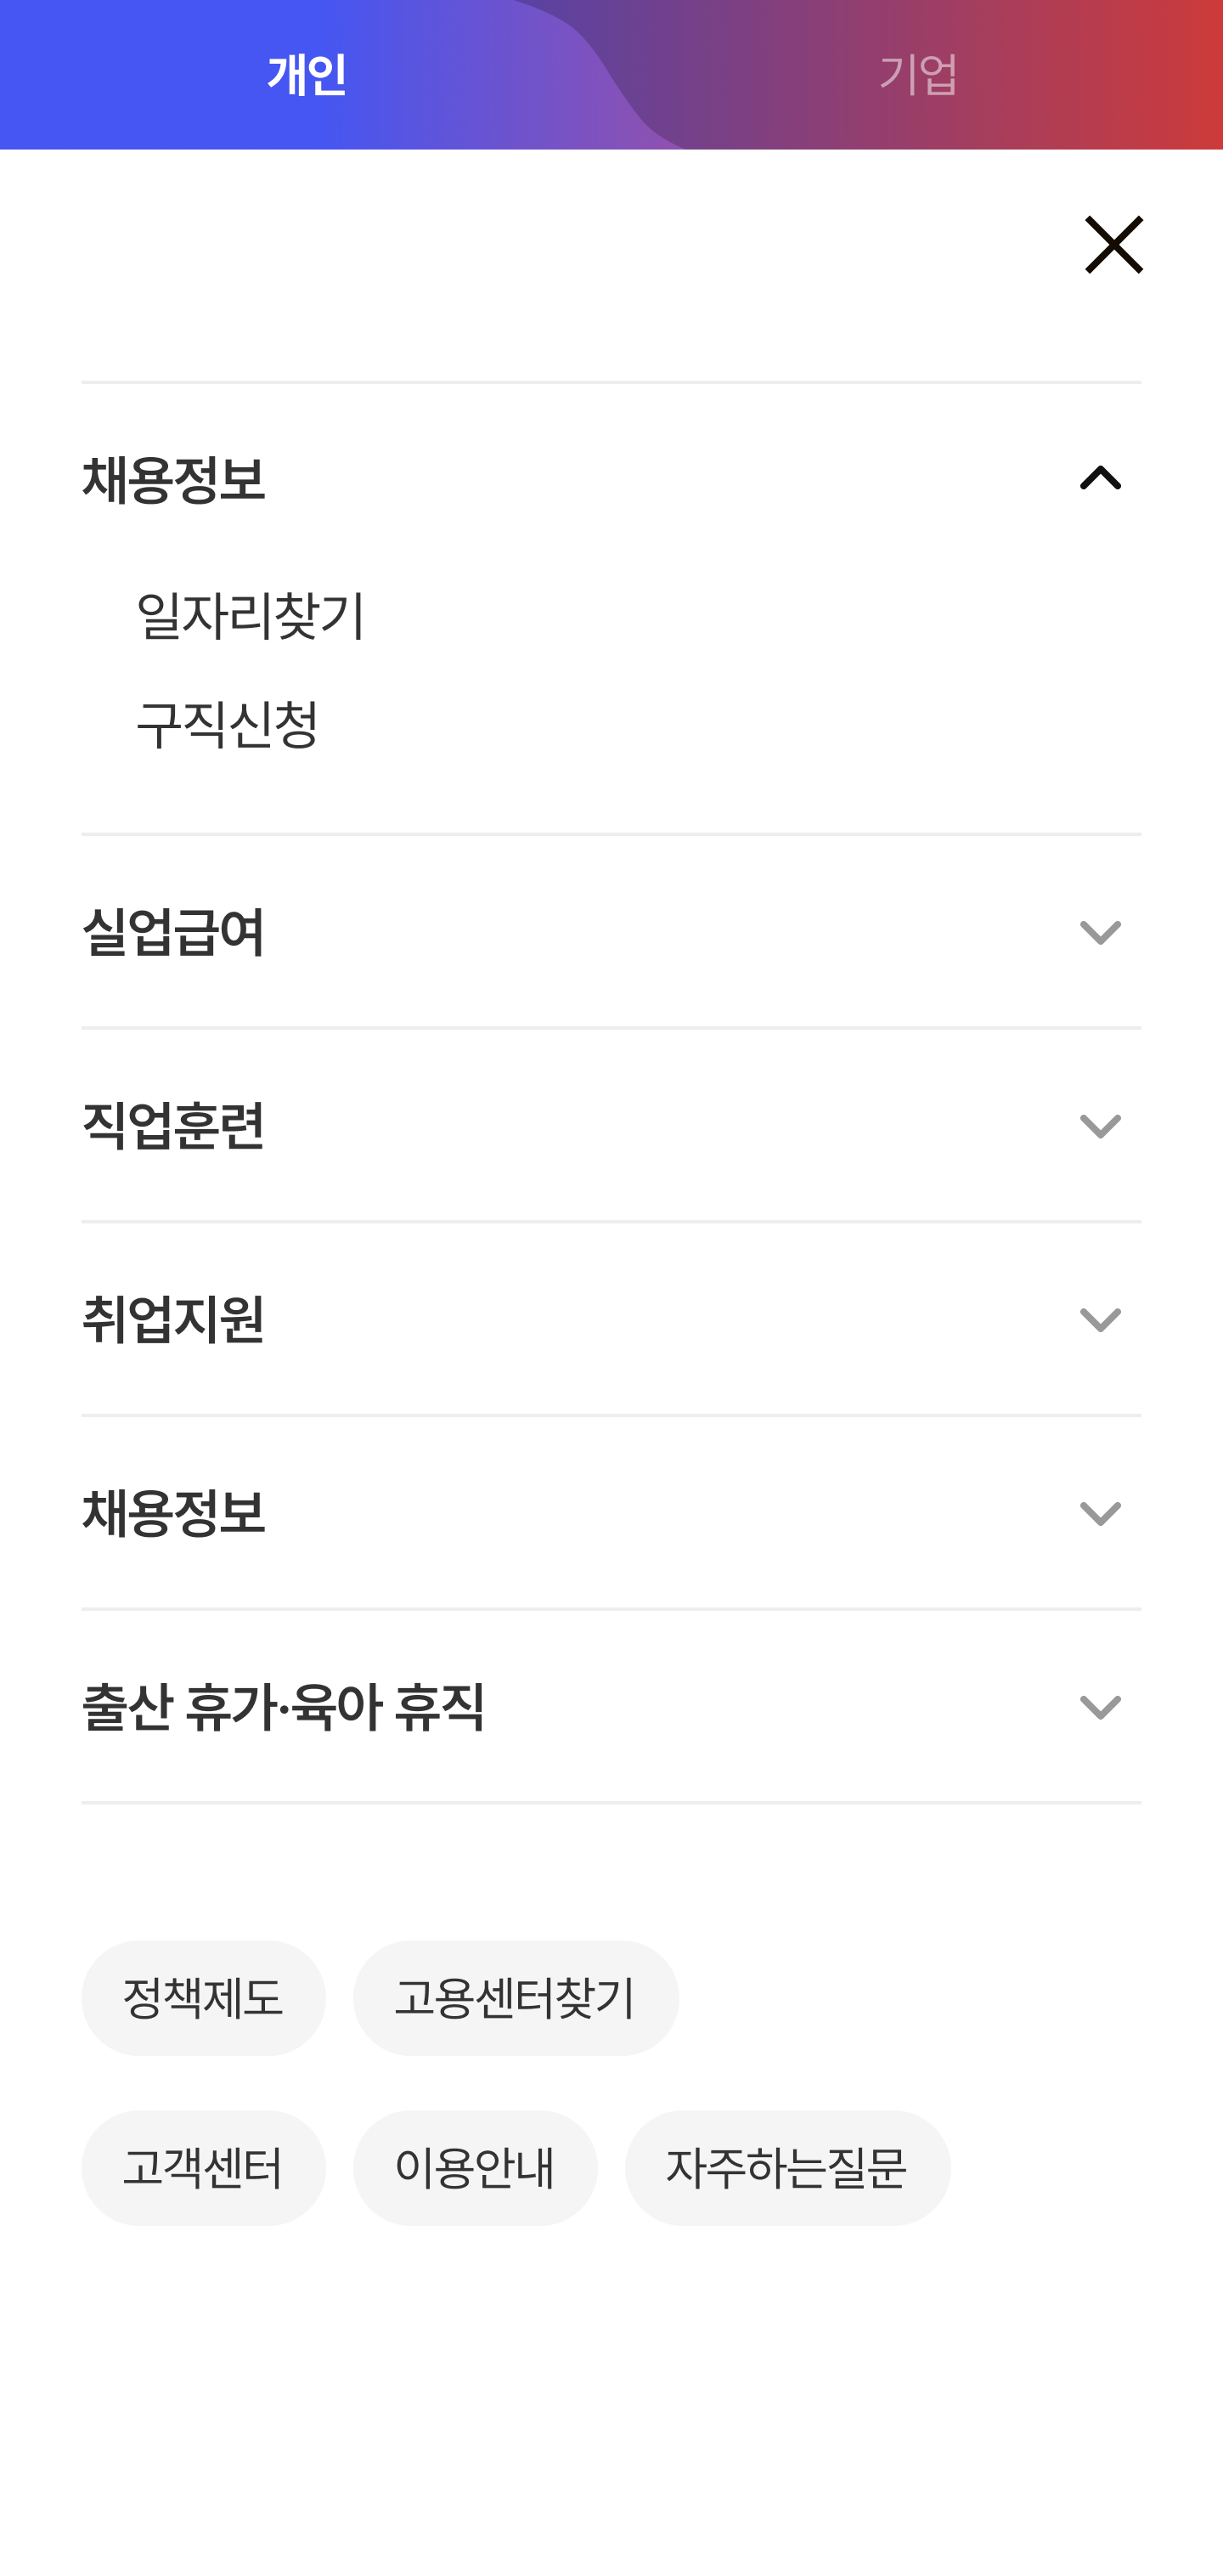 개인 기업
채용정보
일자리찾기
구직신청
실업급여
직업훈련
취업지원
채용정보
출산 휴가·육아 휴직
정책제도 고용센터찾기
고객센터 이용안내 자주하는질문